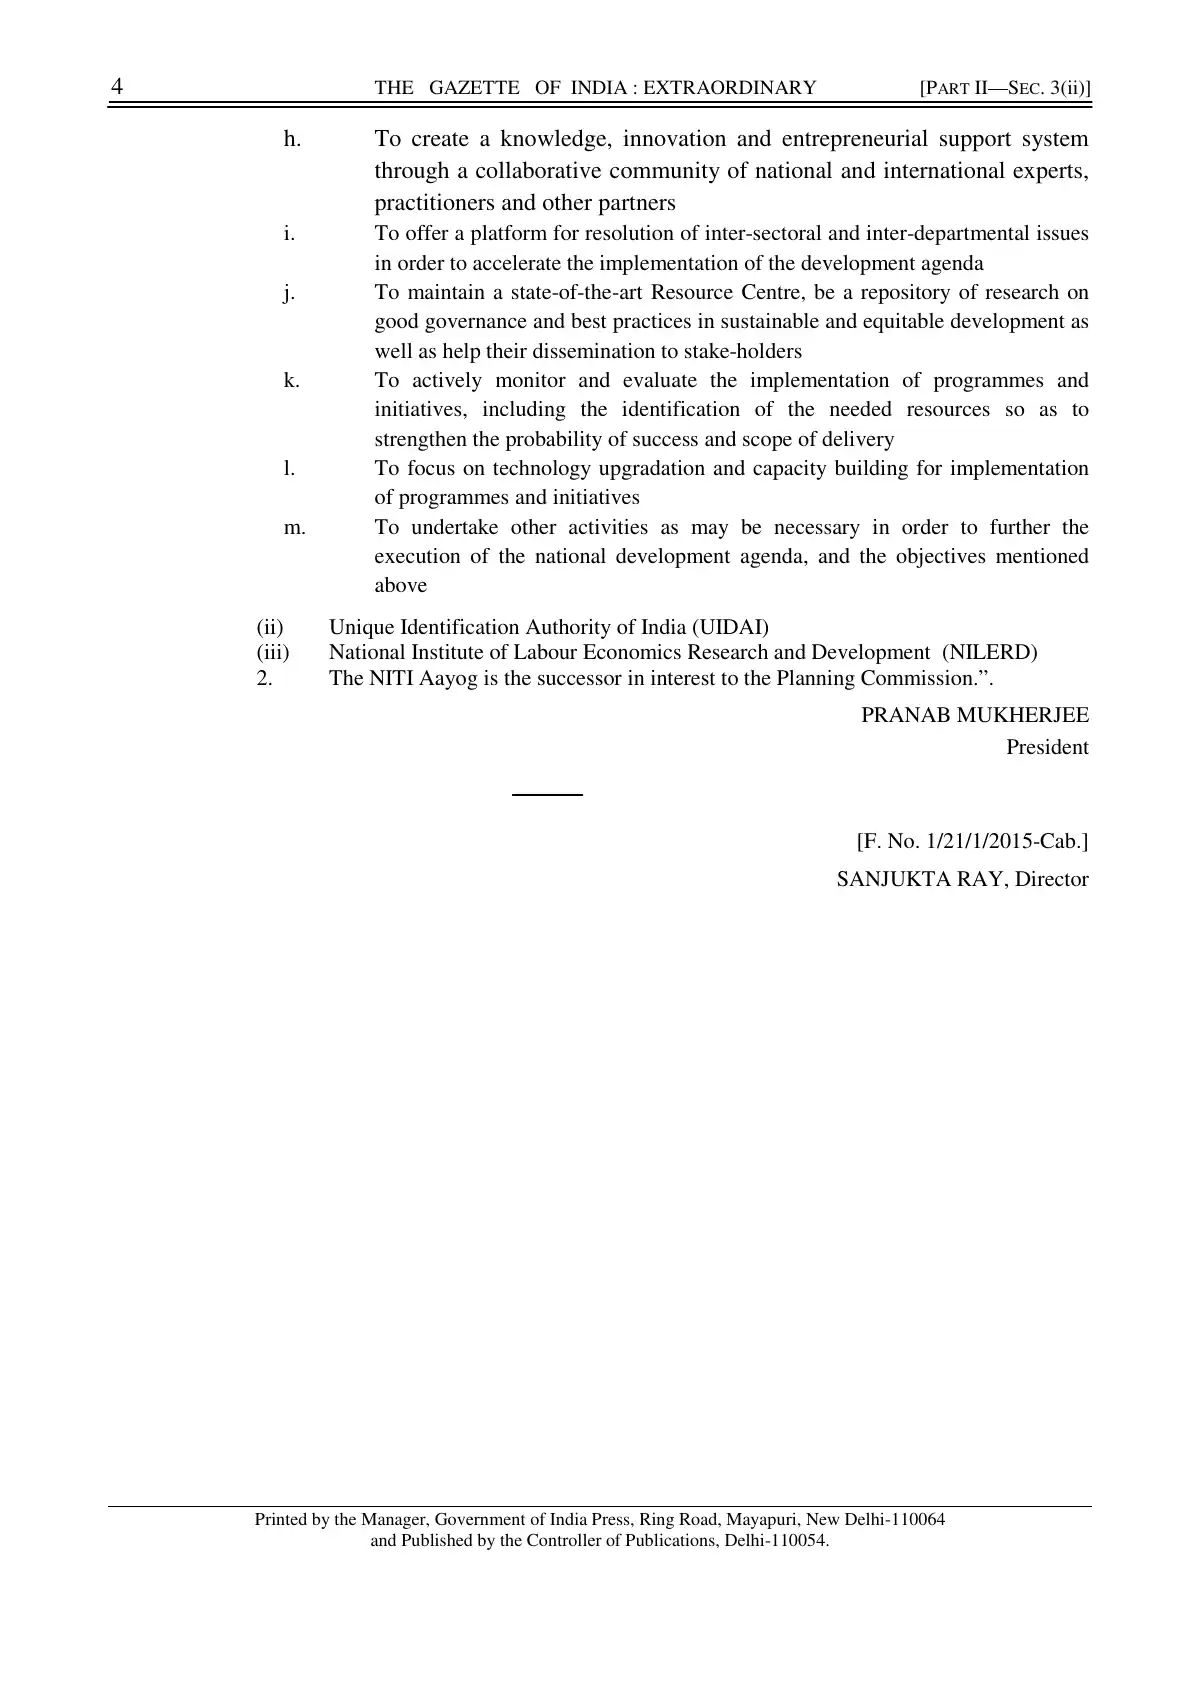 4 THE GAZETTE OF INDIA : EXTRAORDINARY [PART II—SEC. 3(ii)]
h. To create a knowledge, innovation and entrepreneurial support system
through a collaborative community of national and international experts,
practitioners and other partners
i. To offer a platform for resolution of inter-sectoral and inter-departmental issues
in order to accelerate the implementation of the development agenda
j. To maintain a state-of-the-art Resource Centre, be a repository of research on
good governance and best practices in sustainable and equitable development as
well as help their dissemination to stake-holders
k. To actively monitor and evaluate the implementation of programmes and
initiatives, including the identification of the needed resources so as to
strengthen the probability of success and scope of delivery
l. To focus on technology upgradation and capacity building for implementation
of programmes and initiatives
m. To undertake other activities as may be necessary in order to further the
execution of the national development agenda, and the objectives mentioned
above
(ii) Unique Identification Authority of India (UIDAI)
(iii) National Institute of Labour Economics Research and Development (NILERD)
2. The NITI Aayog is the successor in interest to the Planning Commission.”.
PRANAB MUKHERJEE
President
[F. No. 1/21/1/2015-Cab.]
SANJUKTA RAY, Director
Printed by the Manager, Government of India Press, Ring Road, Mayapuri, New Delhi-110064
and Published by the Controller of Publications, Delhi-110054.